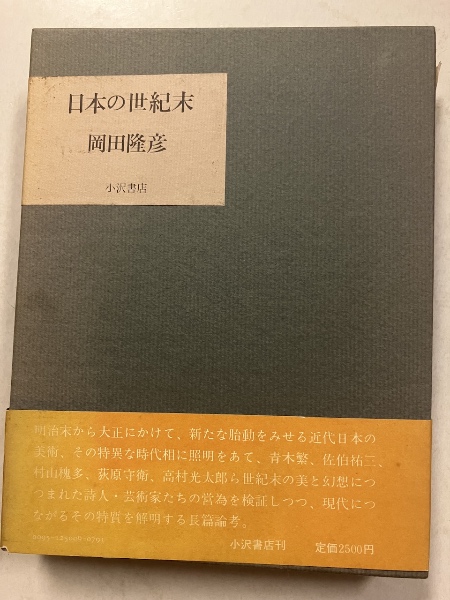 日本の世紀末
岡田隆彦
小沢書店
明治末から大正にかけて、新たな胎動をみせる近代日本の
美術、その特異な時代相に照明をあて、青木繁、佐伯祐三、
村山槐多、荻原守衛、高村光太郎ら世紀末の美と幻想につ
つまれた詩人・芸術家たちの営為を検証しつつ、現代につ
ながるその特質を解明する長篇論考。
小沢書店刊 定価2500円